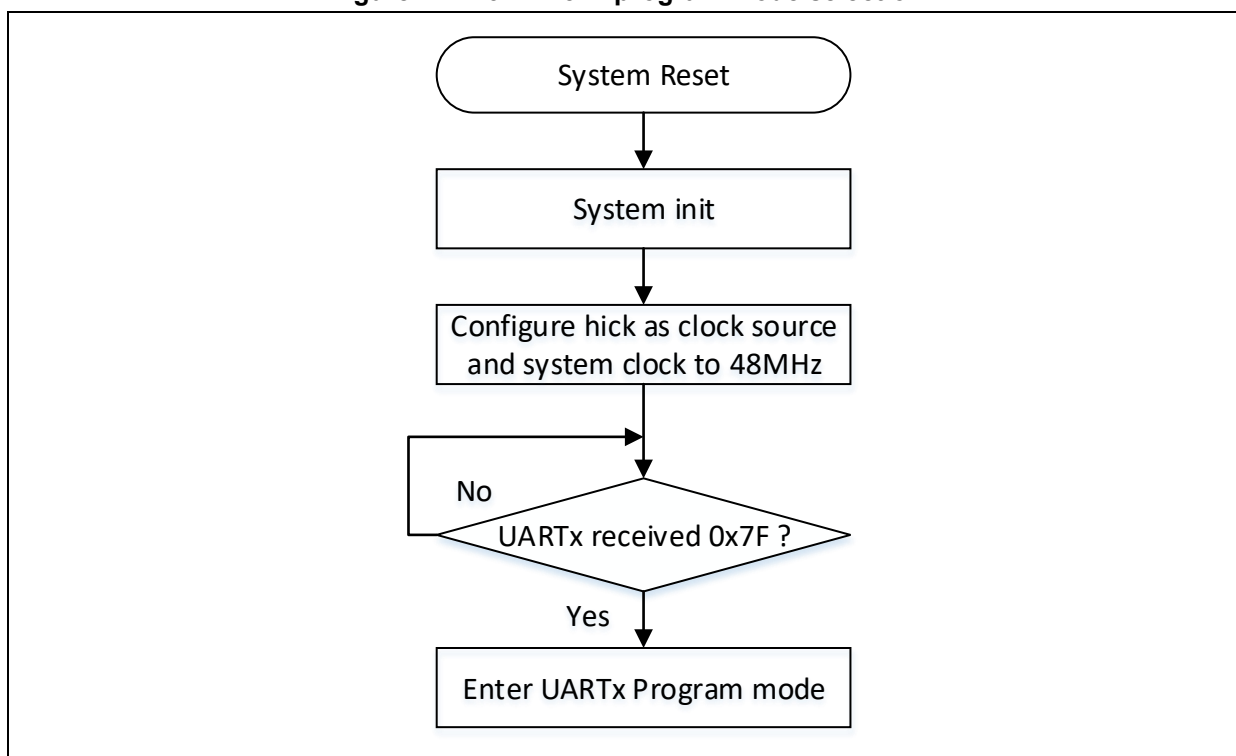 System Reset
System init
Configure hick as clock source
and system clock to 48MHz
No
UARTx received 0x7F ?
Yes
Enter UARTx Program mode